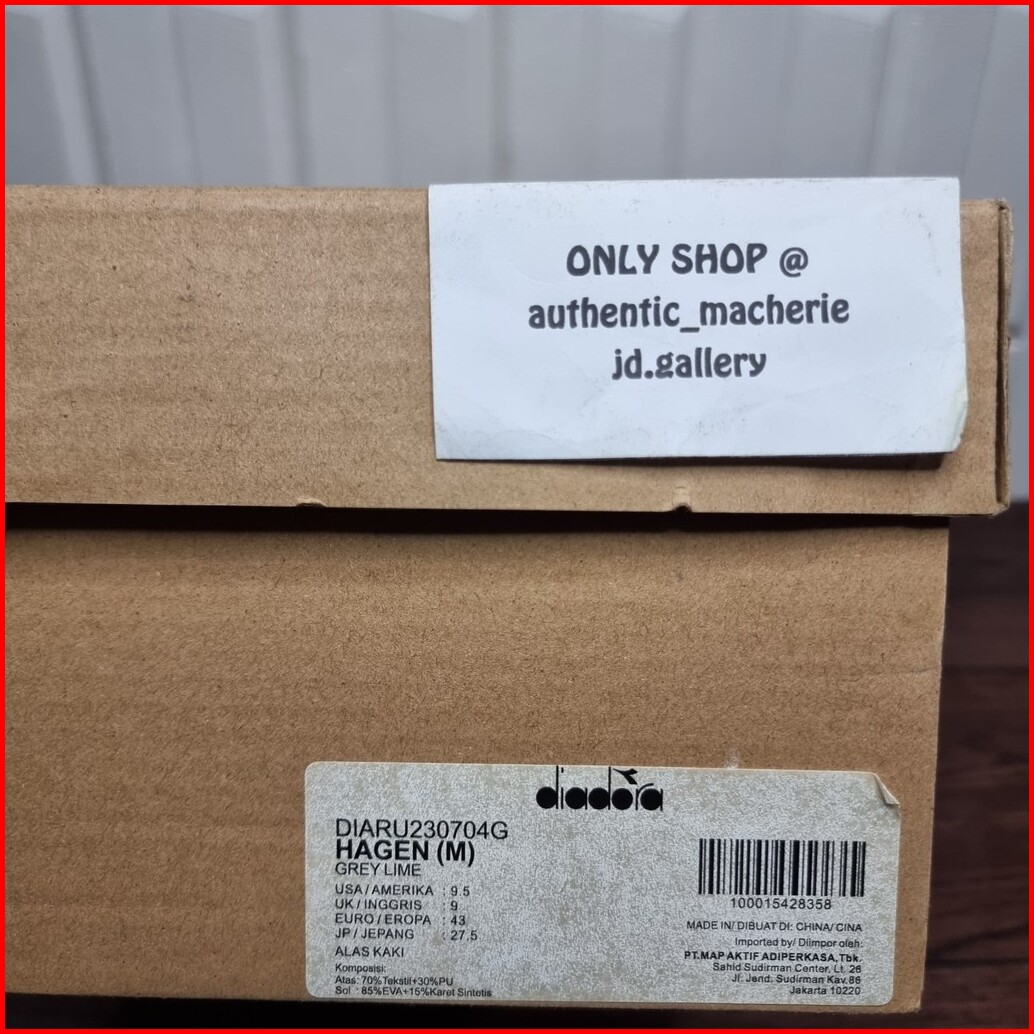 ONLY SHOP @
authentic_macherie
jd.gallery
diadora
DIARU230704G
HAGEN (M)
GREY LIME
USA / AMERIKA : 9.5
UK / INGGRIS : 9
EURO / EROPA : 43
JP / JEPANG : 27.5
ALAS KAKI
Komposisi:
Atas: 70%Tekstil+30%PU
Sol : 85%EVA+15%Karet Sintetis
100015428358
MADE IN/ DIBUAT DI: CHINA/ CINA
Imported by/ Diimpor oleh:
PT.MAP AKTIF ADIPERKASA,Tbk.
Sahid Sudirman Center, Lt. 26
Jl. Jend. Sudirman Kav.86
Jakarta 10220